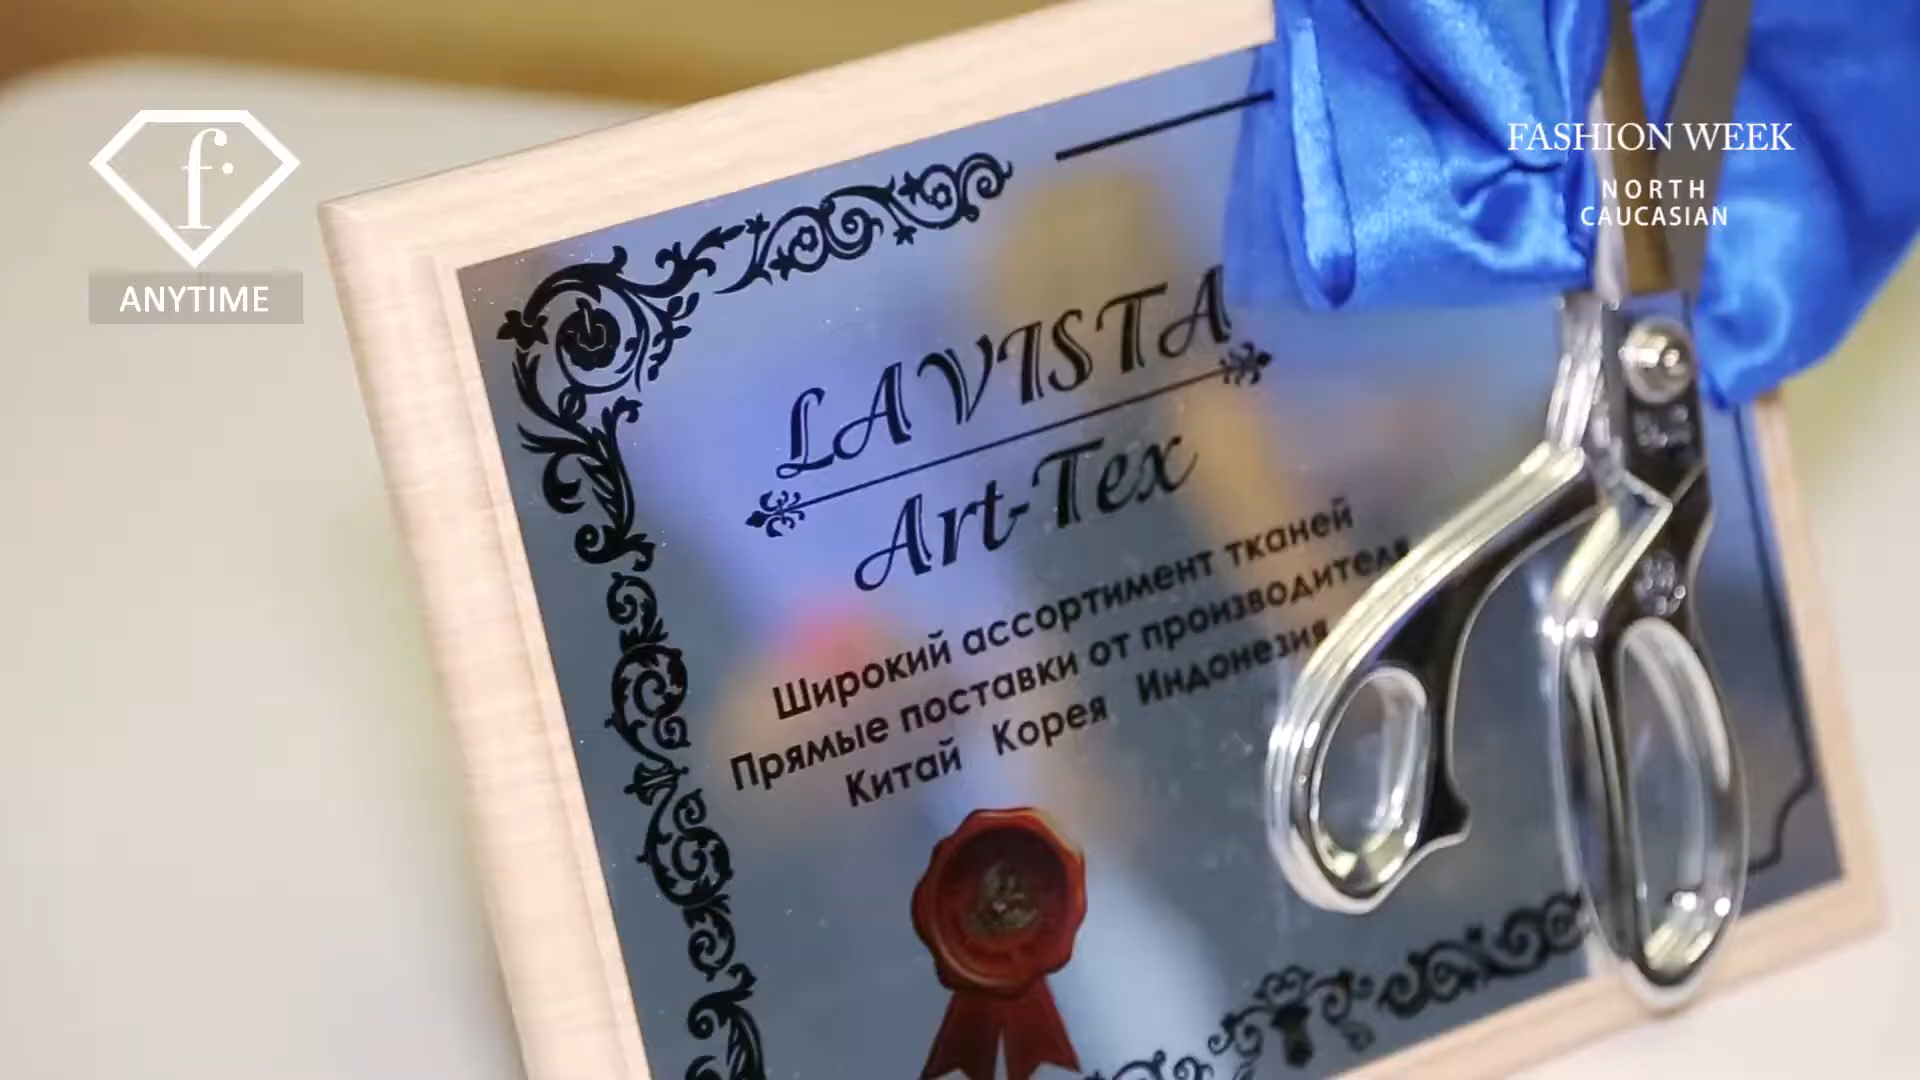 f
ANYTIME
FASHION WEEK
NORTH
CAUCASIAN
LAVISTA
Art-Tex
Широкий ассортимент тканей
Прямые поставки от производителя
Китай Корея Индонезия